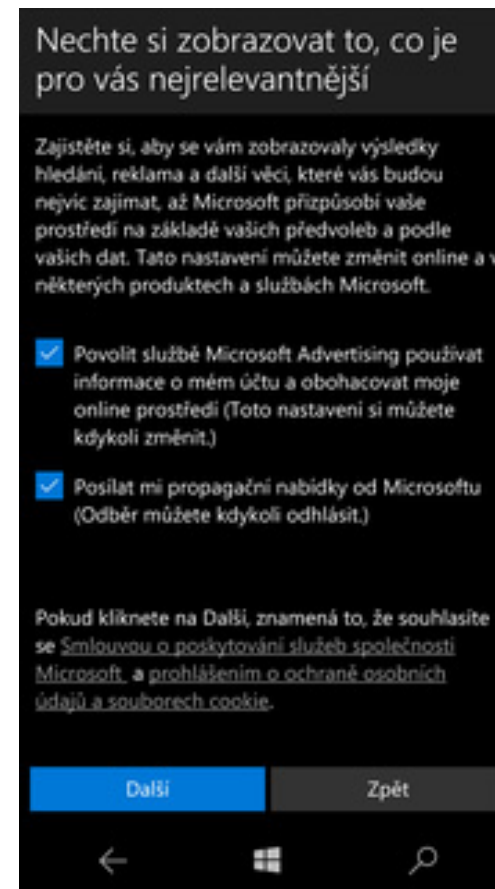 Nechte si zobrazovat to, co je
pro vás nejrelevantnější
Zajistěte si, aby se vám zobrazovaly výsledky
hledání, reklama a další věci, které vás budou
nejvíc zajímat, až Microsoft přizpůsobí vaše
prostředí na základě vašich předvoleb a podle
vašich dat. Tato nastavení můžete změnit online a v
některých produktech a službách Microsoft.
Povolit službě Microsoft Advertising používat
informace o mém účtu a obohacovat moje
online prostředí (Toto nastavení si můžete
kdykoli změnit.)
Posílat mi propagační nabídky od Microsoftu
(Odběr můžete kdykoli odhlásit.)
Pokud kliknete na Další, znamená to, že souhlasíte
se Smlouvou o poskytování služeb společnosti
Microsoft a prohlášením o ochraně osobních
údajů a souborech cookie.
Další
Zpět